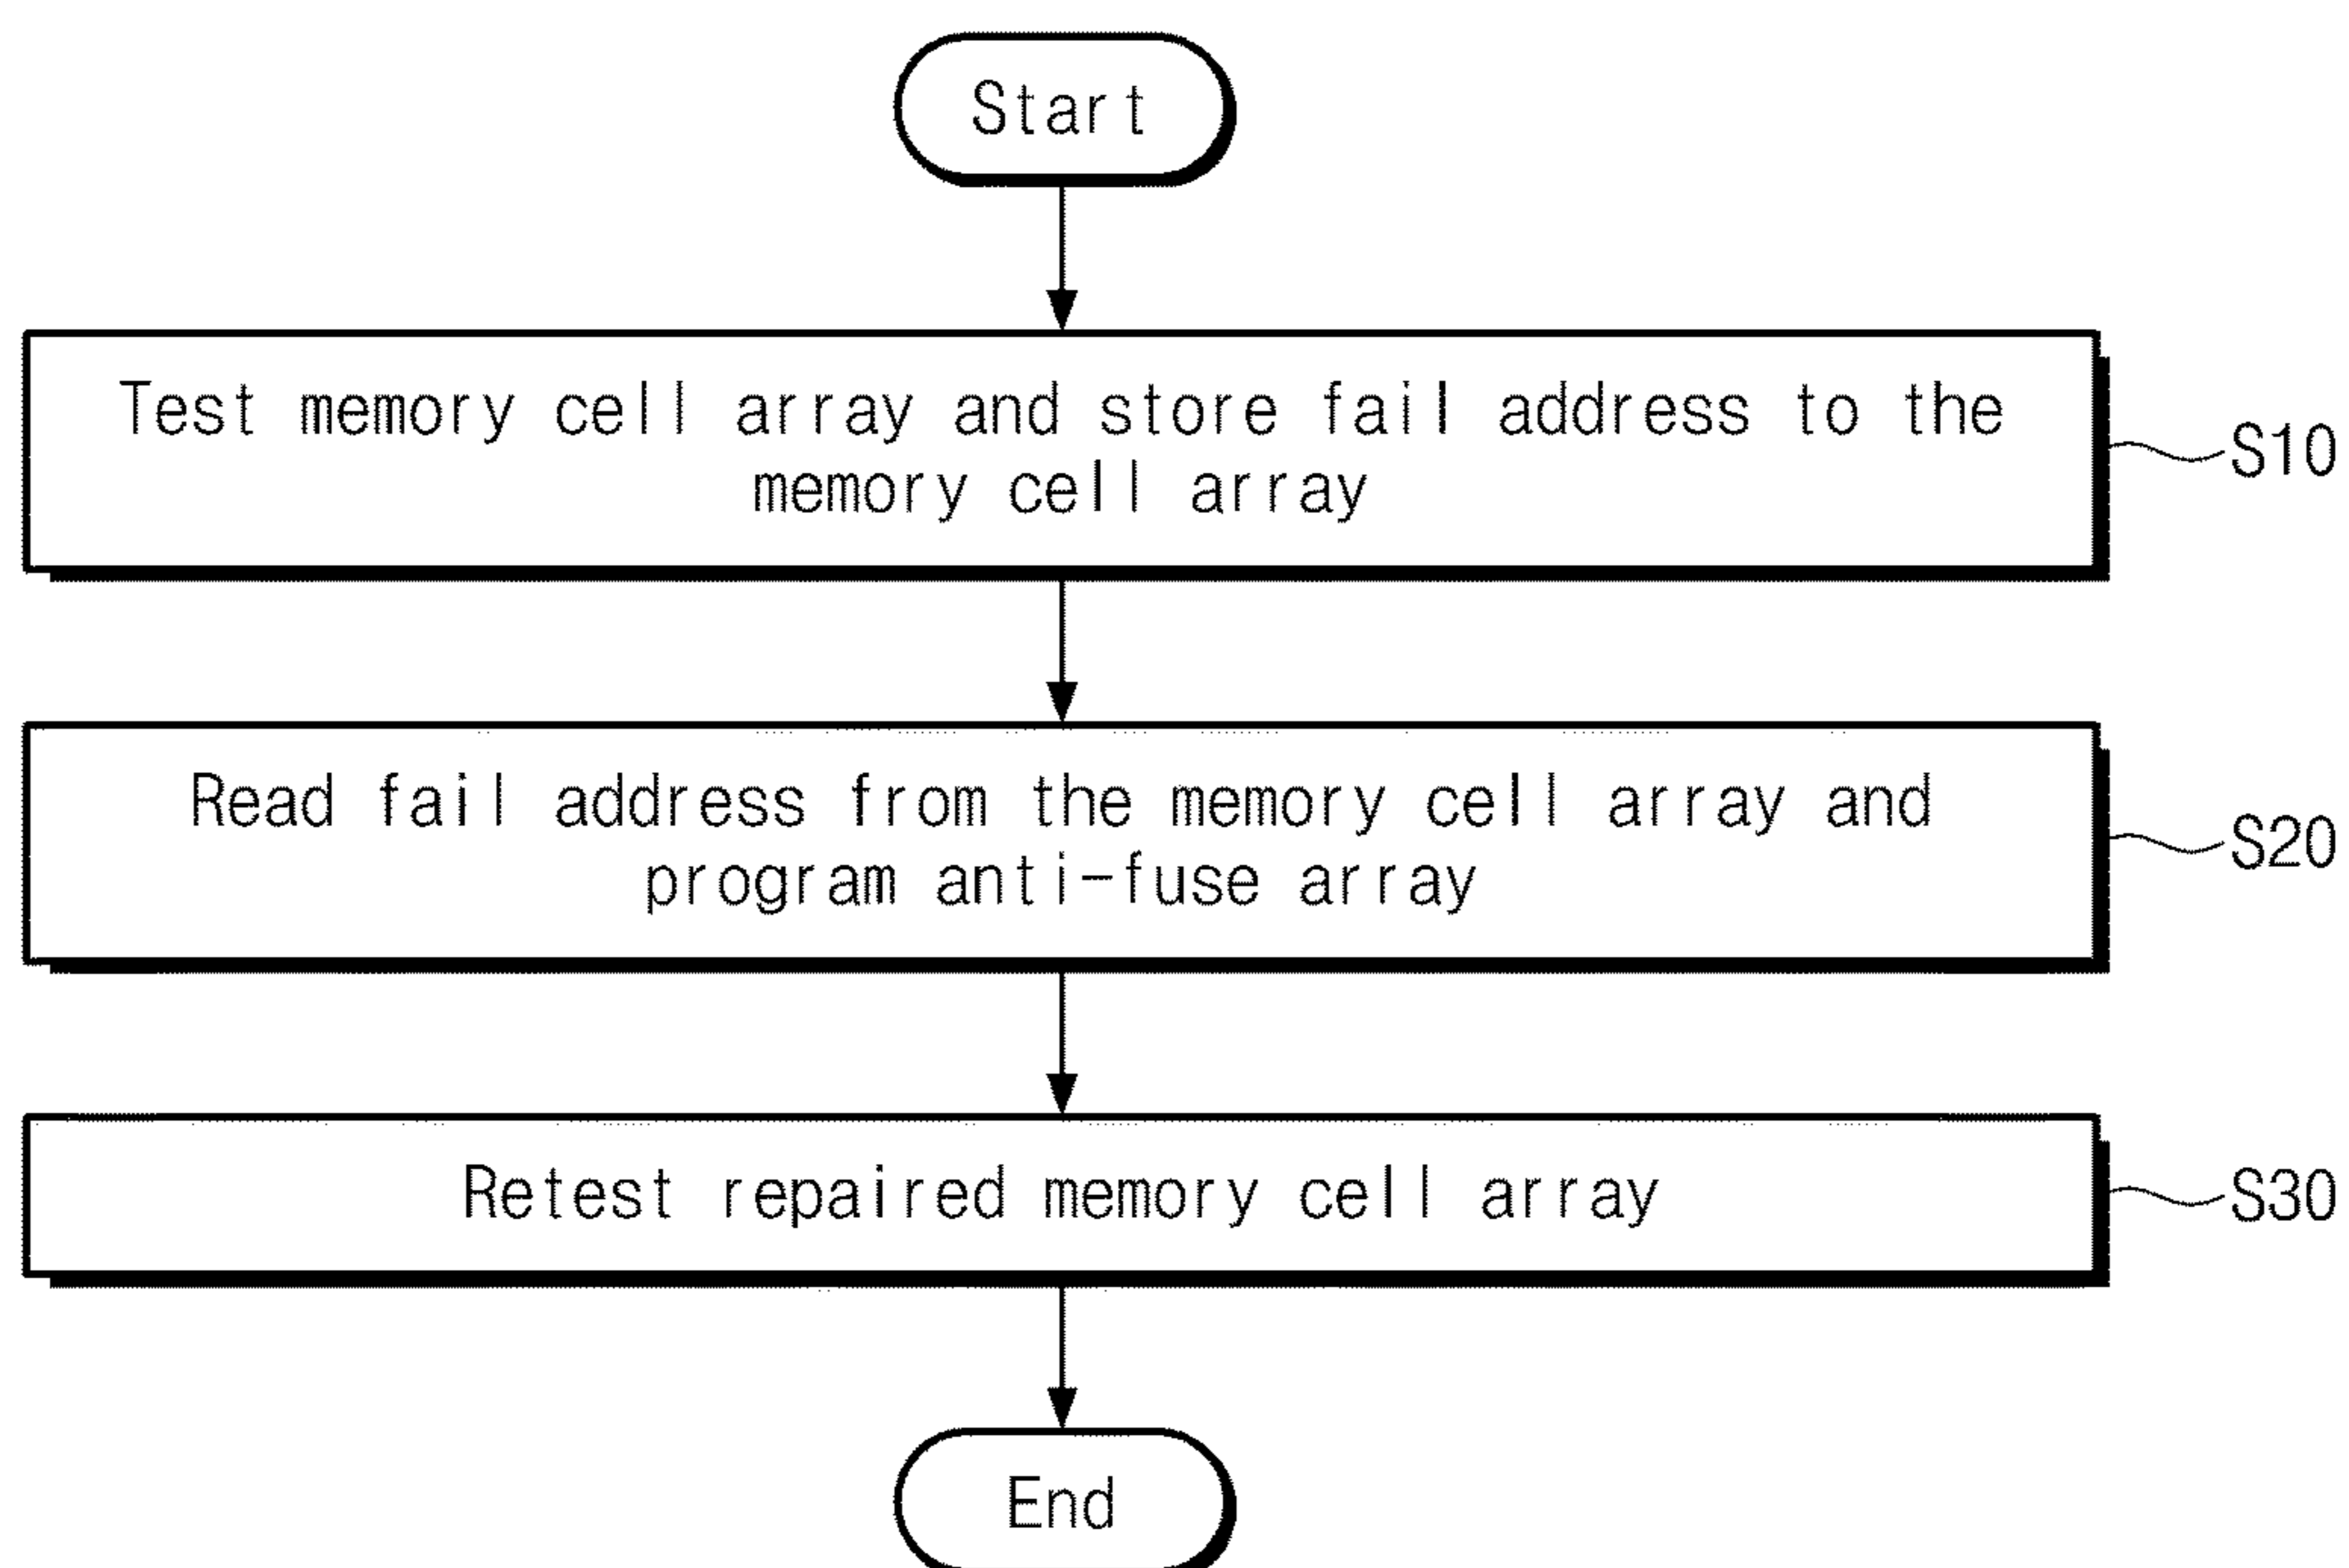 Start
Test memory cell array and store fail address to the
memory cell array
S10
Read fail address from the memory cell array and
program anti-fuse array
S20
Retest repaired memory cell array
S30
End